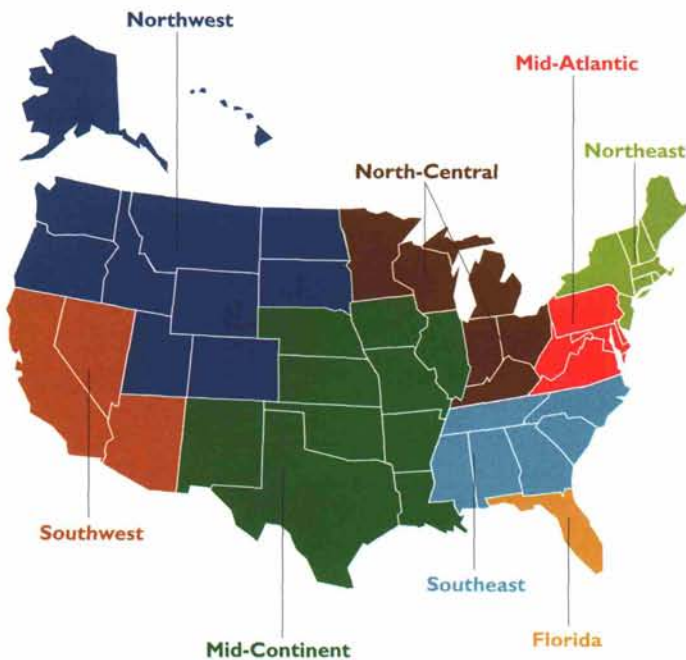 Northwest
Mid-Atlantic
Northeast
North-Central
Southwest
Southeast
Florida
Mid-Continent